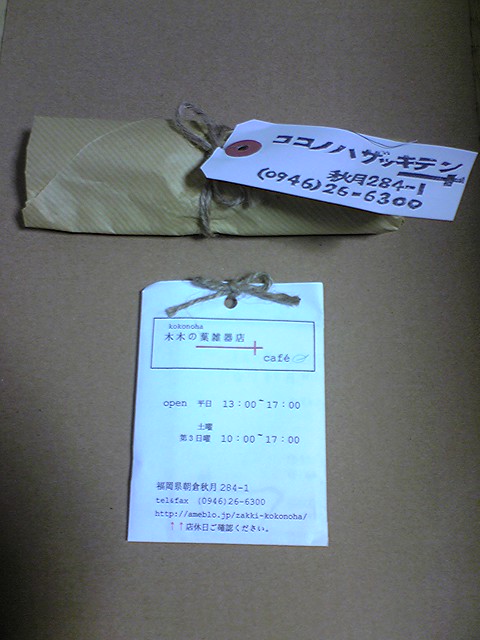 ココノハザッキテン
秋月284-1
(0946)26-6300
kokonoha
木木の葉雑器店
café
open 平日 13:00~17:00
土曜
第3日曜 10:00~17:00
福岡県朝倉秋月284-1
tel&fax (0946)26-6300
http://ameblo.jp/zakki-kokonoha/
↑↑店休日ご確認ください。